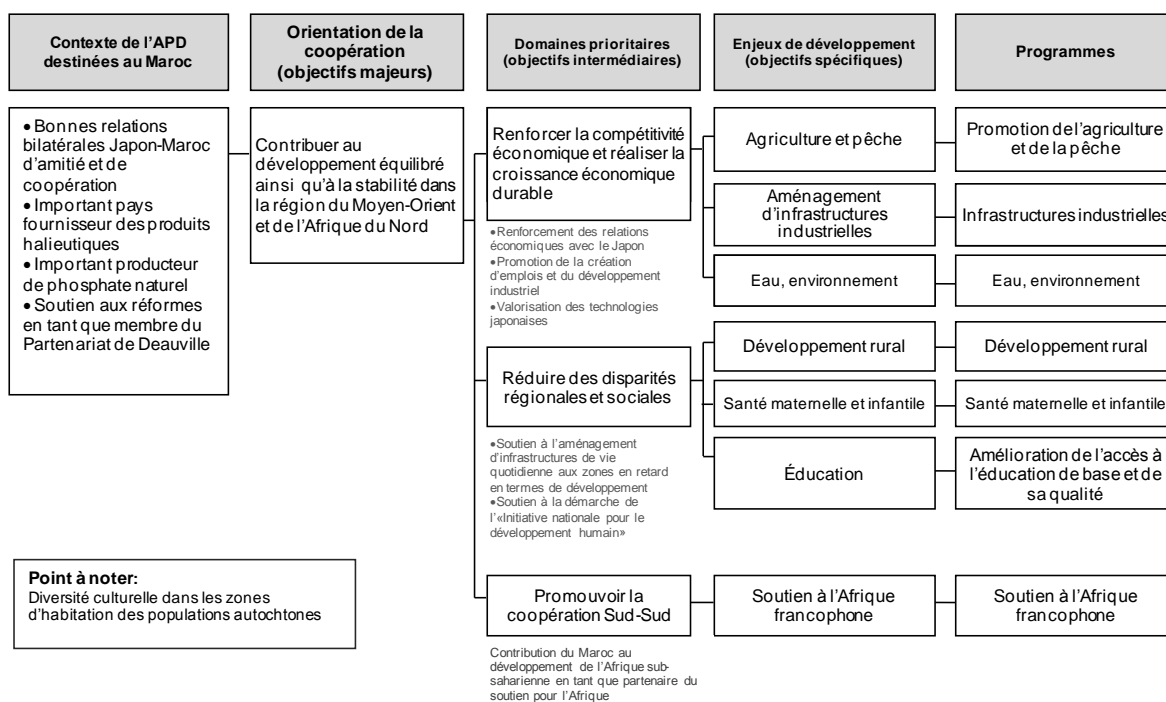 Contexte de l'APD
destinées au Maroc
Orientation de la
coopération
(objectifs majeurs)
Domaines prioritaires
(objectifs intermédiaires)
Enjeux de développement
(objectifs spécifiques)
Programmes
• Bonnes relations
bilatérales Japon-Maroc
d'amitié et de
coopération
• Important pays
fournisseur des produits
halieutiques
• Important producteur
de phosphate naturel
• Soutien aux réformes
en tant que membre du
Partenariat de Deauville
Contribuer au
développement équilibré
ainsi qu'à la stabilité dans
la région du Moyen-Orient
et de l'Afrique du Nord
Renforcer la compétitivité
économique et réaliser la
croissance économique
durable
•Renforcement des relations
économiques avec le Japon
•Promotion de la création
d'emplois et du développement
industriel
•Valorisation des technologies
japonaises
Agriculture et pêche
Promotion de l'agriculture
et de la pêche
Aménagement
d'infrastructures
industrielles
Infrastructures industrielles
Eau, environnement
Eau, environnement
Réduire des disparités
régionales et sociales
•Soutien à l'aménagement
d'infrastructures de vie
quotidienne aux zones en retard
en termes de développement
•Soutien à la démarche de
l'«Initiative nationale pour le
développement humain»
Développement rural
Développement rural
Santé maternelle et infantile
Santé maternelle et infantile
Éducation
Amélioration de l'accès à
l'éducation de base et de
sa qualité
Promouvoir la
coopération Sud-Sud
Contribution du Maroc au
développement de l'Afrique sub-
saharienne en tant que partenaire du
soutien pour l'Afrique
Soutien à l'Afrique
francophone
Soutien à l'Afrique
francophone
Point à noter:
Diversité culturelle dans les zones
d'habitation des populations autochtones